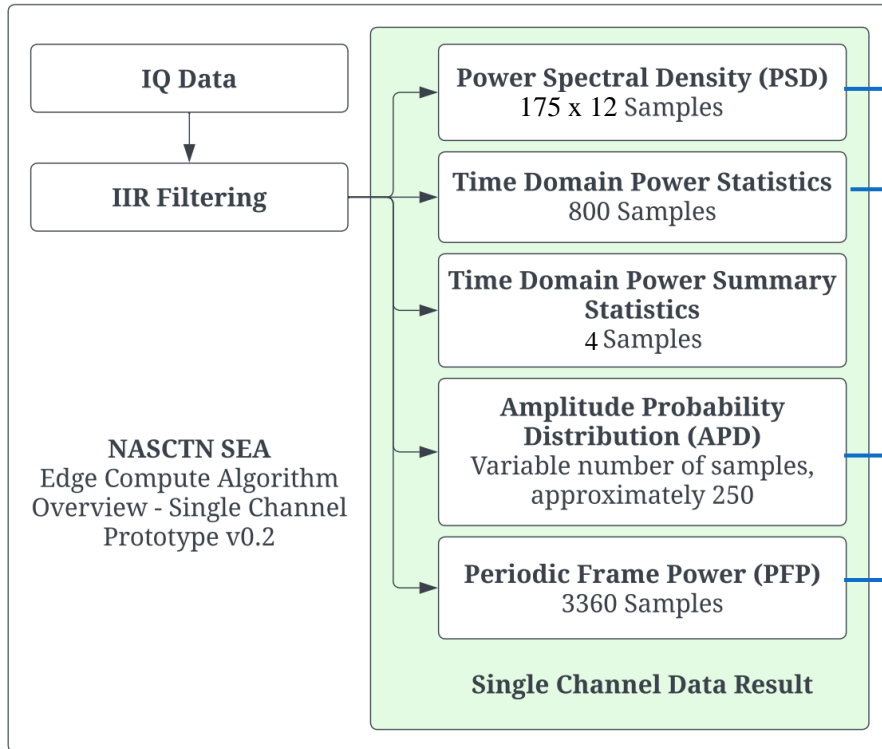 IQ Data
IIR Filtering
NASCTN SEA
Edge Compute Algorithm
Overview - Single Channel
Prototype v0.2
Power Spectral Density (PSD)
175 x 12 Samples
Time Domain Power Statistics
800 Samples
Time Domain Power Summary
Statistics
4 Samples
Amplitude Probability
Distribution (APD)
Variable number of samples,
approximately 250
Periodic Frame Power (PFP)
3360 Samples
Single Channel Data Result